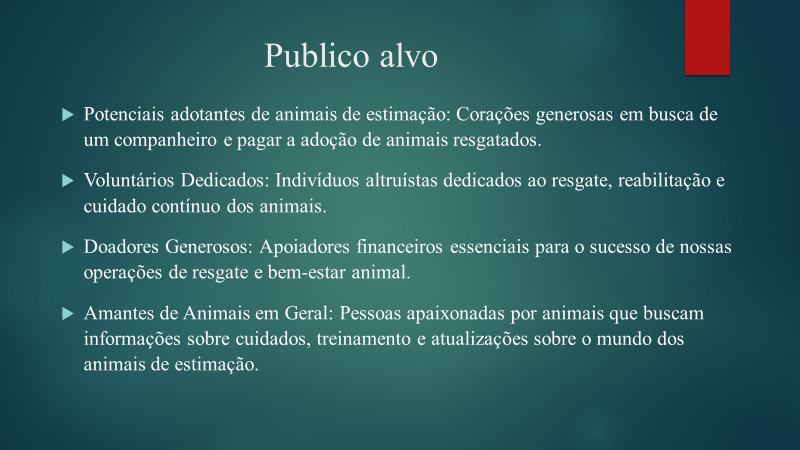 Publico alvo
Potenciais adotantes de animais de estimação: Corações generosas em busca de
um companheiro e pagar a adoção de animais resgatados.
Voluntários Dedicados: Indivíduos altruístas dedicados ao resgate, reabilitação e
cuidado contínuo dos animais.
Doadores Generosos: Apoiadores financeiros essenciais para o sucesso de nossas
operações de resgate e bem-estar animal.
Amantes de Animais em Geral: Pessoas apaixonadas por animais que buscam
informações sobre cuidados, treinamento e atualizações sobre o mundo dos
animais de estimação.